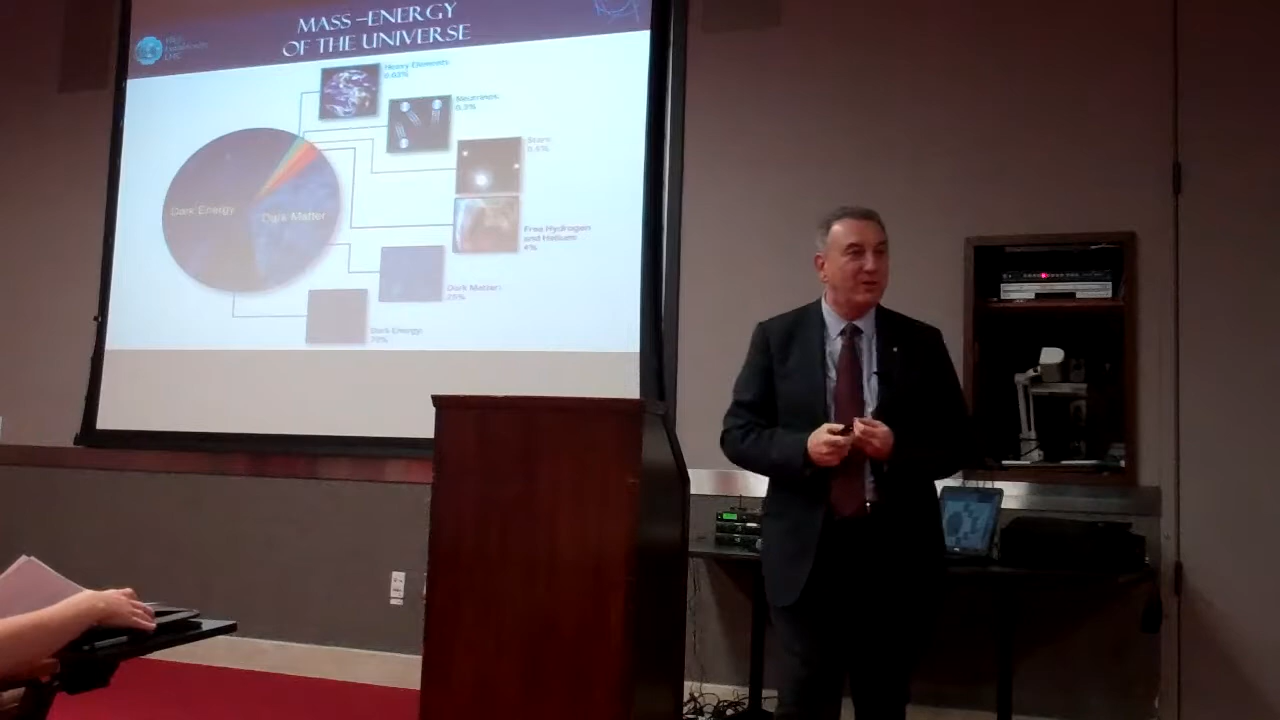 MASS –ENERGY
OF THE UNIVERSE
Heavy Elements:
0.03%
Neutrinos:
0.3%
Stars:
0.5%
Free Hydrogen
and Helium:
4%
Dark Energy
Dark Matter
Dark Matter:
25%
Dark Energy:
70%